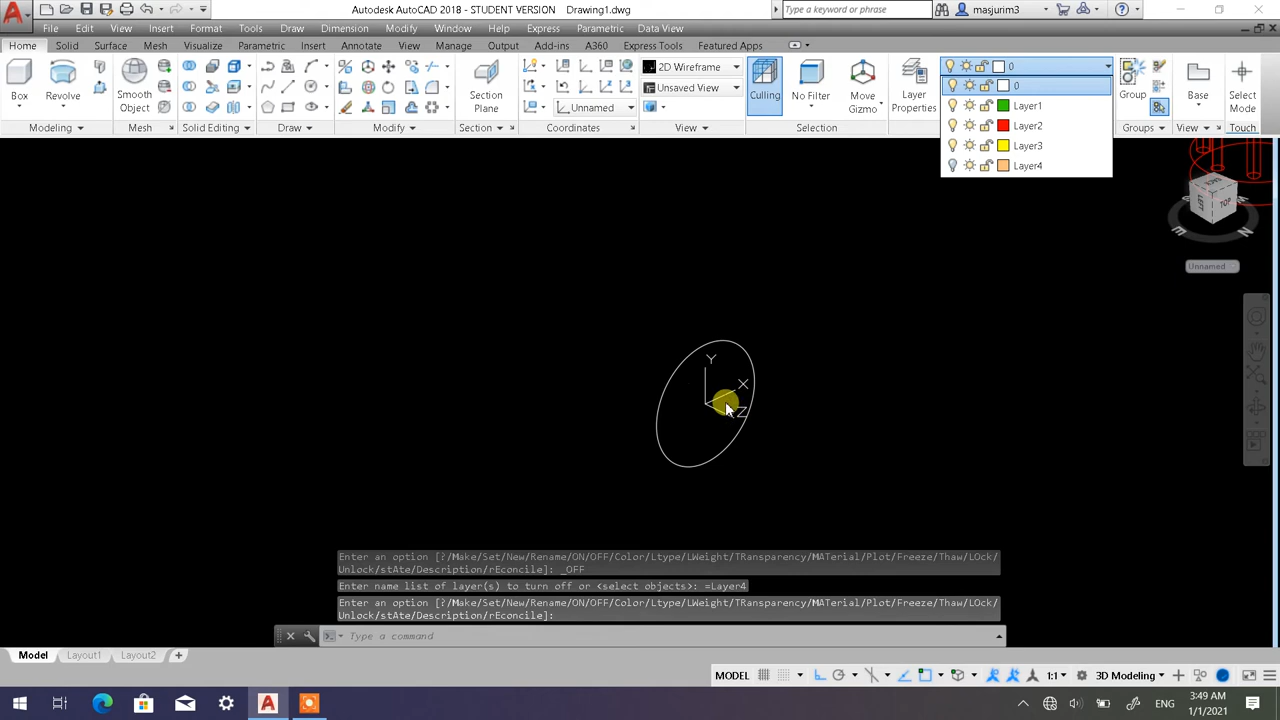 Autodesk AutoCAD 2018 - STUDENT VERSION Drawing1.dwg
Type a keyword or phrase
masjurim3
File Edit View Insert Format Tools Draw Dimension Modify Window Help Express Parametric Data View
Home Solid Surface Mesh Visualize Parametric Insert Annotate View Manage Output Add-ins A360 Express Tools Featured Apps
Box
Revolve
Smooth Object
Section Plane
Unnamed
2D Wireframe
Unsaved View
Culling
No Filter
Move Gizmo
Layer Properties
0
Group
Base
Select Mode
Modeling Mesh Solid Editing Draw Modify Section Coordinates View Selection Groups View Touch
0
Layer1
Layer2
Layer3
Layer4
LEFT
TOP
E
N
Unnamed
Y
X
Z
Enter an option [?/Make/Set/New/Rename/ON/OFF/Color/Ltype/LWeight/TRansparency/MATerial/Plot/Freeze/Thaw/LOck/
Unlock/stAte/Description/rEconcile]: _OFF
Enter name list of layer(s) to turn off or <select objects>: =Layer4
Enter an option [?/Make/Set/New/Rename/ON/OFF/Color/Ltype/LWeight/TRansparency/MATerial/Plot/Freeze/Thaw/LOck/
Unlock/stAte/Description/rEconcile]:
Type a command
Model Layout1 Layout2
MODEL
1:1
3D Modeling
ENG
3:49 AM
1/1/2021